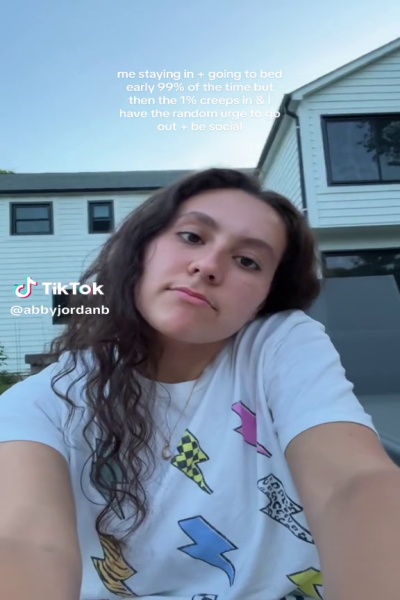 me staying in + going to bed
early 99% of the time but
then the 1% creeps in & I
have the random urge to go
out + be social
TikTok
@abbyjordanb